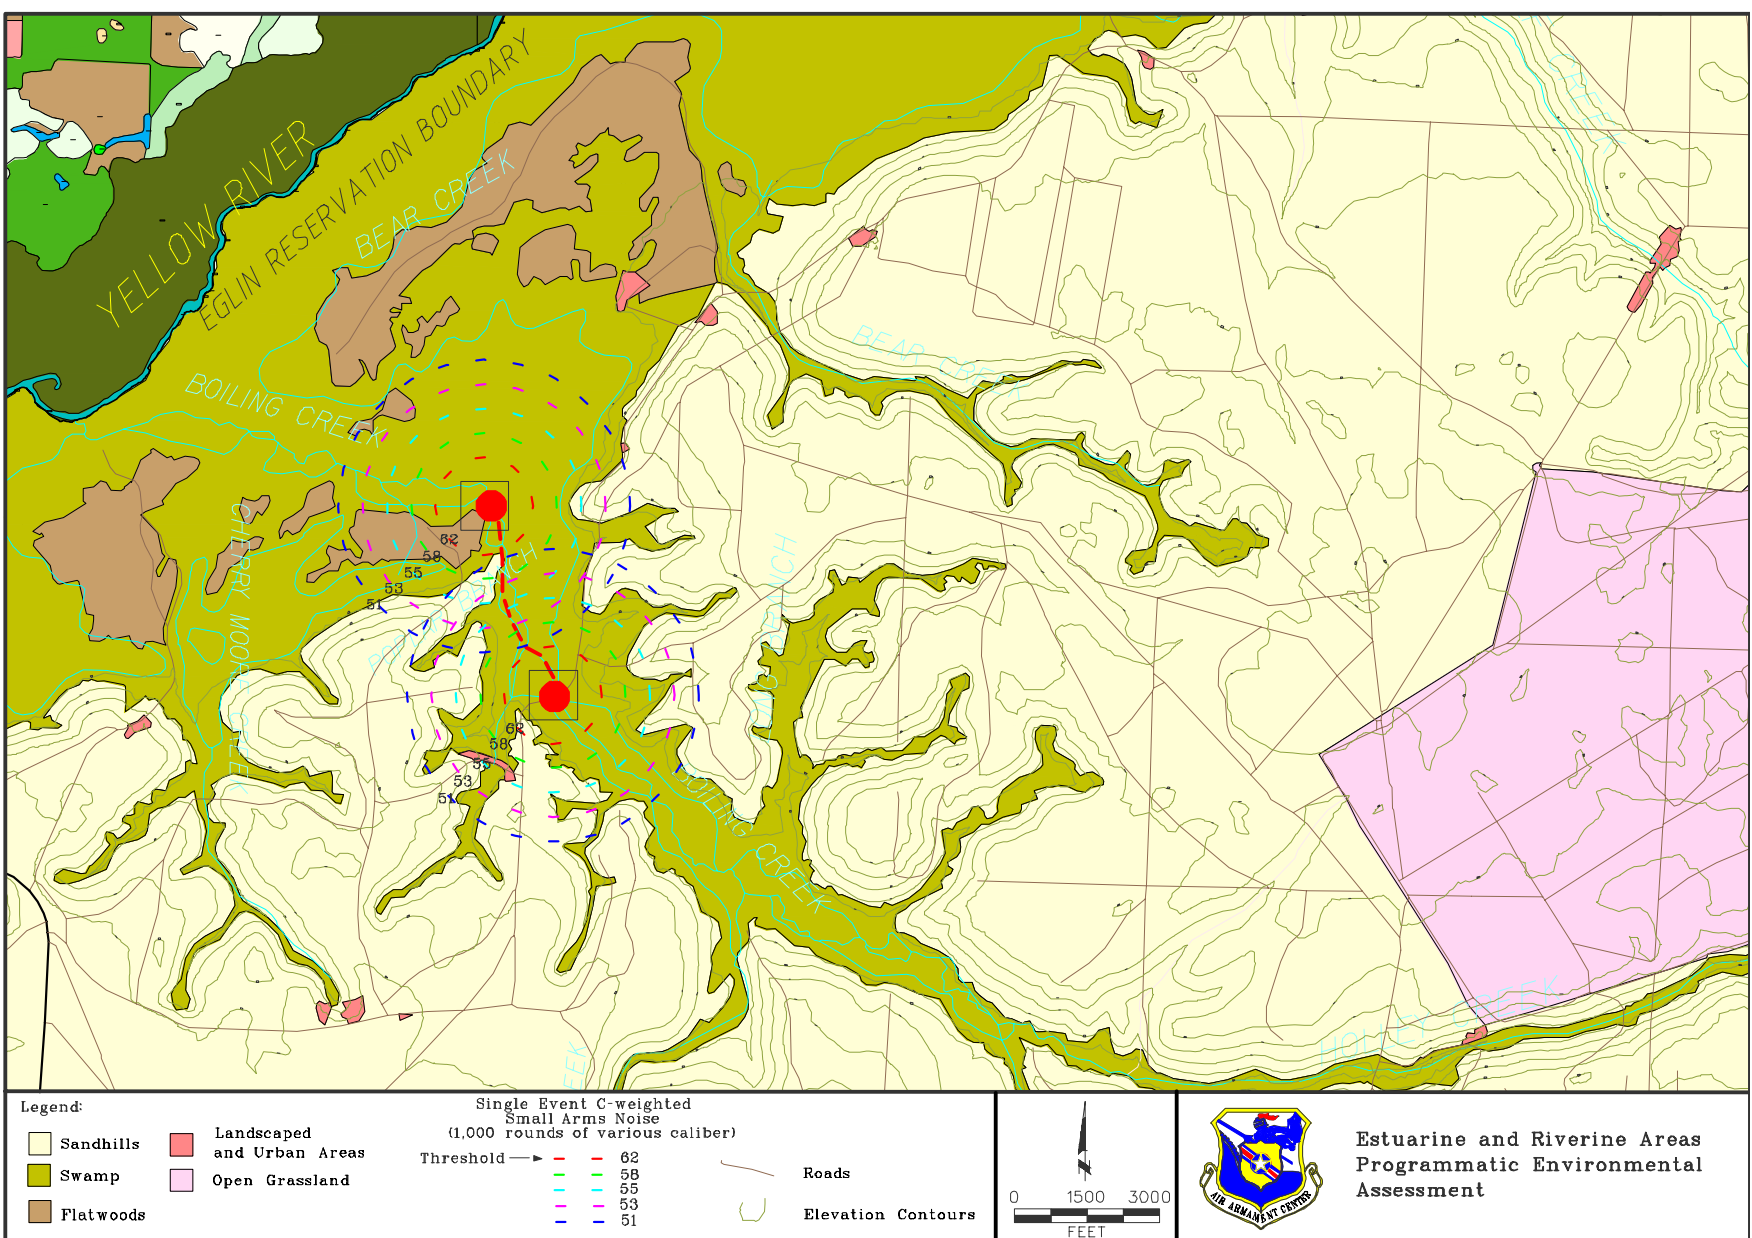 YELLOW RIVER
EGLIN RESERVATION BOUNDARY
BEAR CREEK
CREEK
BEAR CREEK
BOILING CREEK
CHERRY MOORE CREEK
BRANCH
62
58
55
53
51
62
58
55
53
51
BOILING CREEK
HOLLEY CREEK
EEK
Legend:
Sandhills
Swamp
Flatwoods
Landscaped
and Urban Areas
Open Grassland
Single Event C-weighted
Small Arms Noise
(1,000 rounds of various caliber)
Threshold
62
58
55
53
51
Roads
Elevation Contours
0 1500 3000
FEET
AIR ARMAMENT CENTER
Estuarine and Riverine Areas
Programmatic Environmental
Assessment